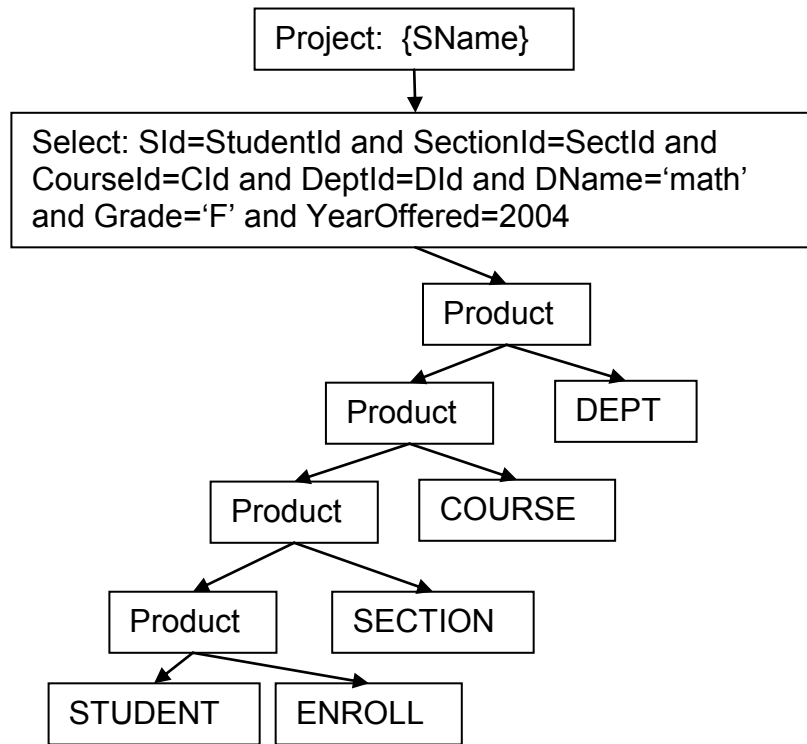 Project: {SName}
Select: SId=StudentId and SectionId=SectId and
CourseId=CId and DeptId=DId and DName=‘math’
and Grade=‘F’ and YearOffered=2004
Product
Product
DEPT
Product
COURSE
Product
SECTION
STUDENT
ENROLL